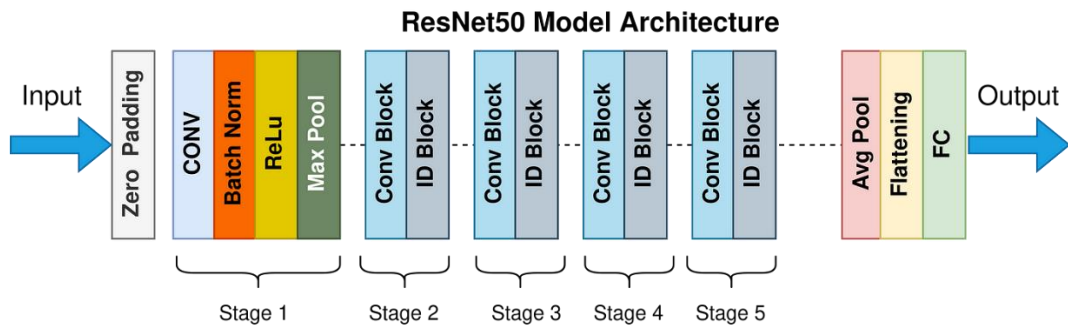 ResNet50 Model Architecture
Input
Zero Padding
CONV
Batch Norm
ReLu
Max Pool
Conv Block
ID Block
Conv Block
ID Block
Conv Block
ID Block
Conv Block
ID Block
Avg Pool
Flattening
FC
Output
Stage 1
Stage 2
Stage 3
Stage 4
Stage 5